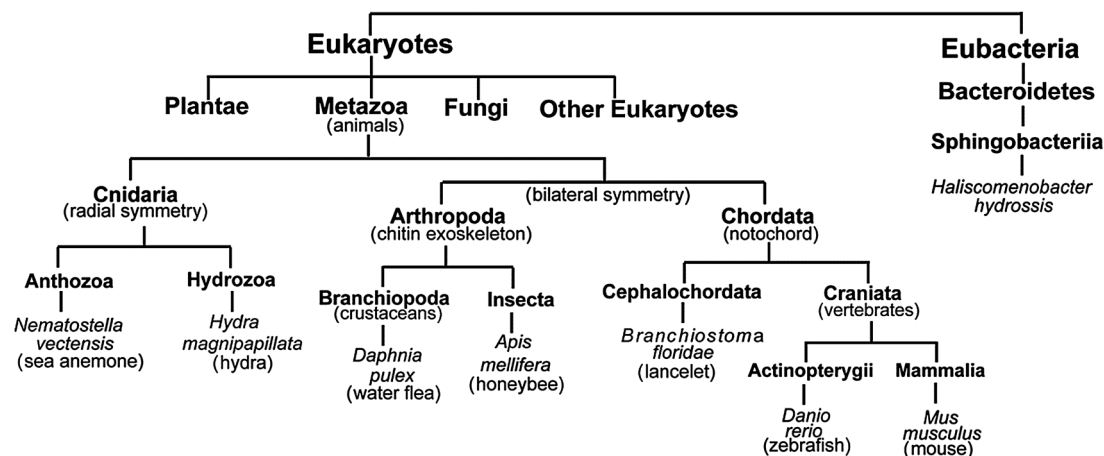 Eukaryotes
Eubacteria
Plantae
Metazoa
(animals)
Fungi
Other Eukaryotes
Bacteroidetes
Sphingobacteriia
Haliscomenobacter
hydrossis
Cnidaria
(radial symmetry)
(bilateral symmetry)
Arthropoda
(chitin exoskeleton)
Chordata
(notochord)
Anthozoa
Nematostella
vectensis
(sea anemone)
Hydrozoa
Hydra
magnipapillata
(hydra)
Branchiopoda
(crustaceans)
Daphnia
pulex
(water flea)
Insecta
Apis
mellifera
(honeybee)
Cephalochordata
Branchiostoma
floridae
(lancelet)
Craniata
(vertebrates)
Actinopterygii
Danio
rerio
(zebrafish)
Mammalia
Mus
musculus
(mouse)